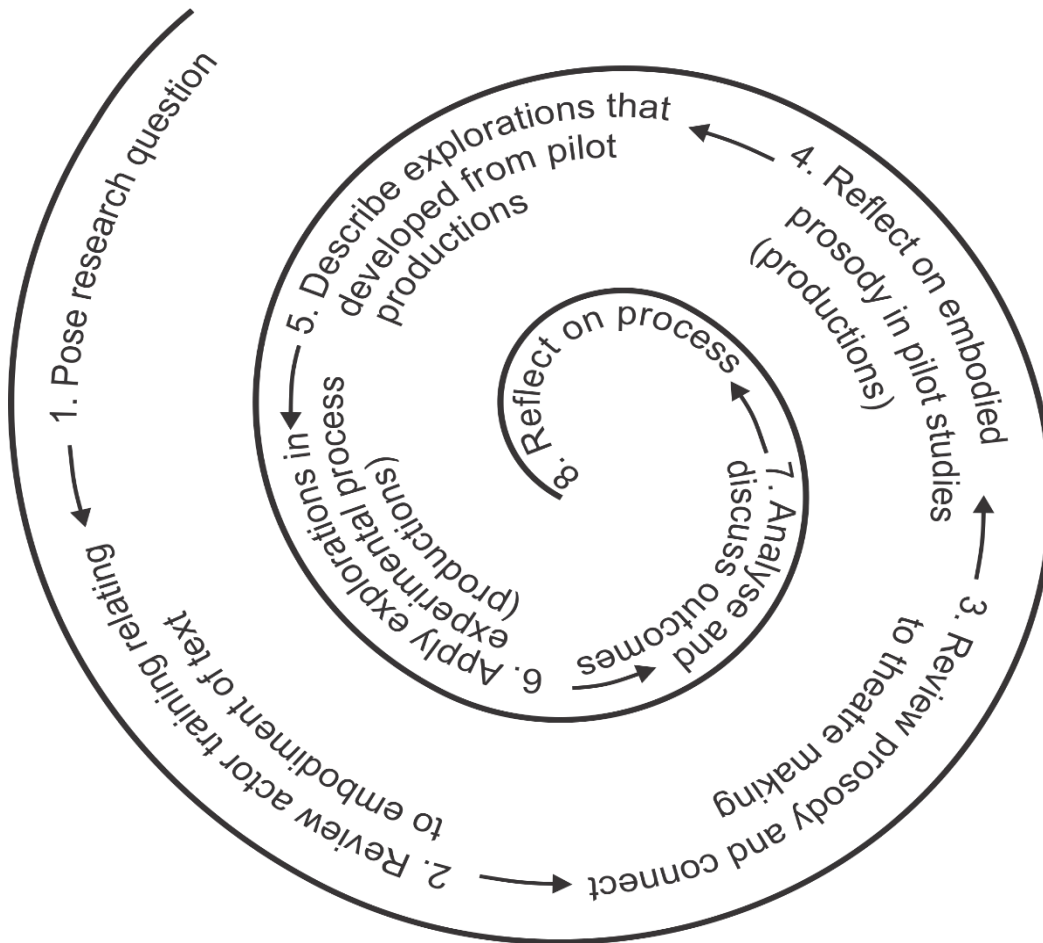 1. Pose research question
2. Review actor training relating
to embodiment of text
3. Review prosody and connect
to theatre making
4. Reflect on embodied
prosody in pilot studies
(productions)
5. Describe explorations that
developed from pilot
productions
6. Apply explorations in
experimental process
(productions)
7. Analyse and
discuss outcomes
8. Reflect on process